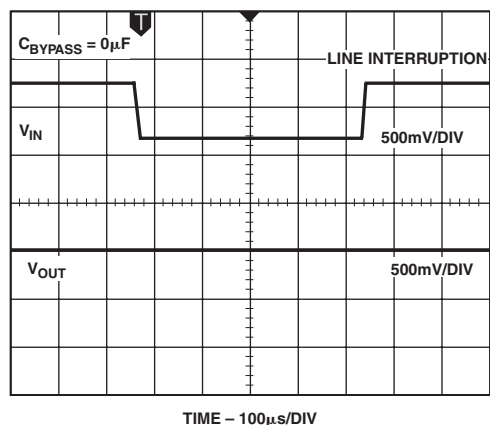 T
C_BYPASS = 0μF
LINE INTERRUPTION
V_IN
500mV/DIV
V_OUT
500mV/DIV
TIME – 100μs/DIV